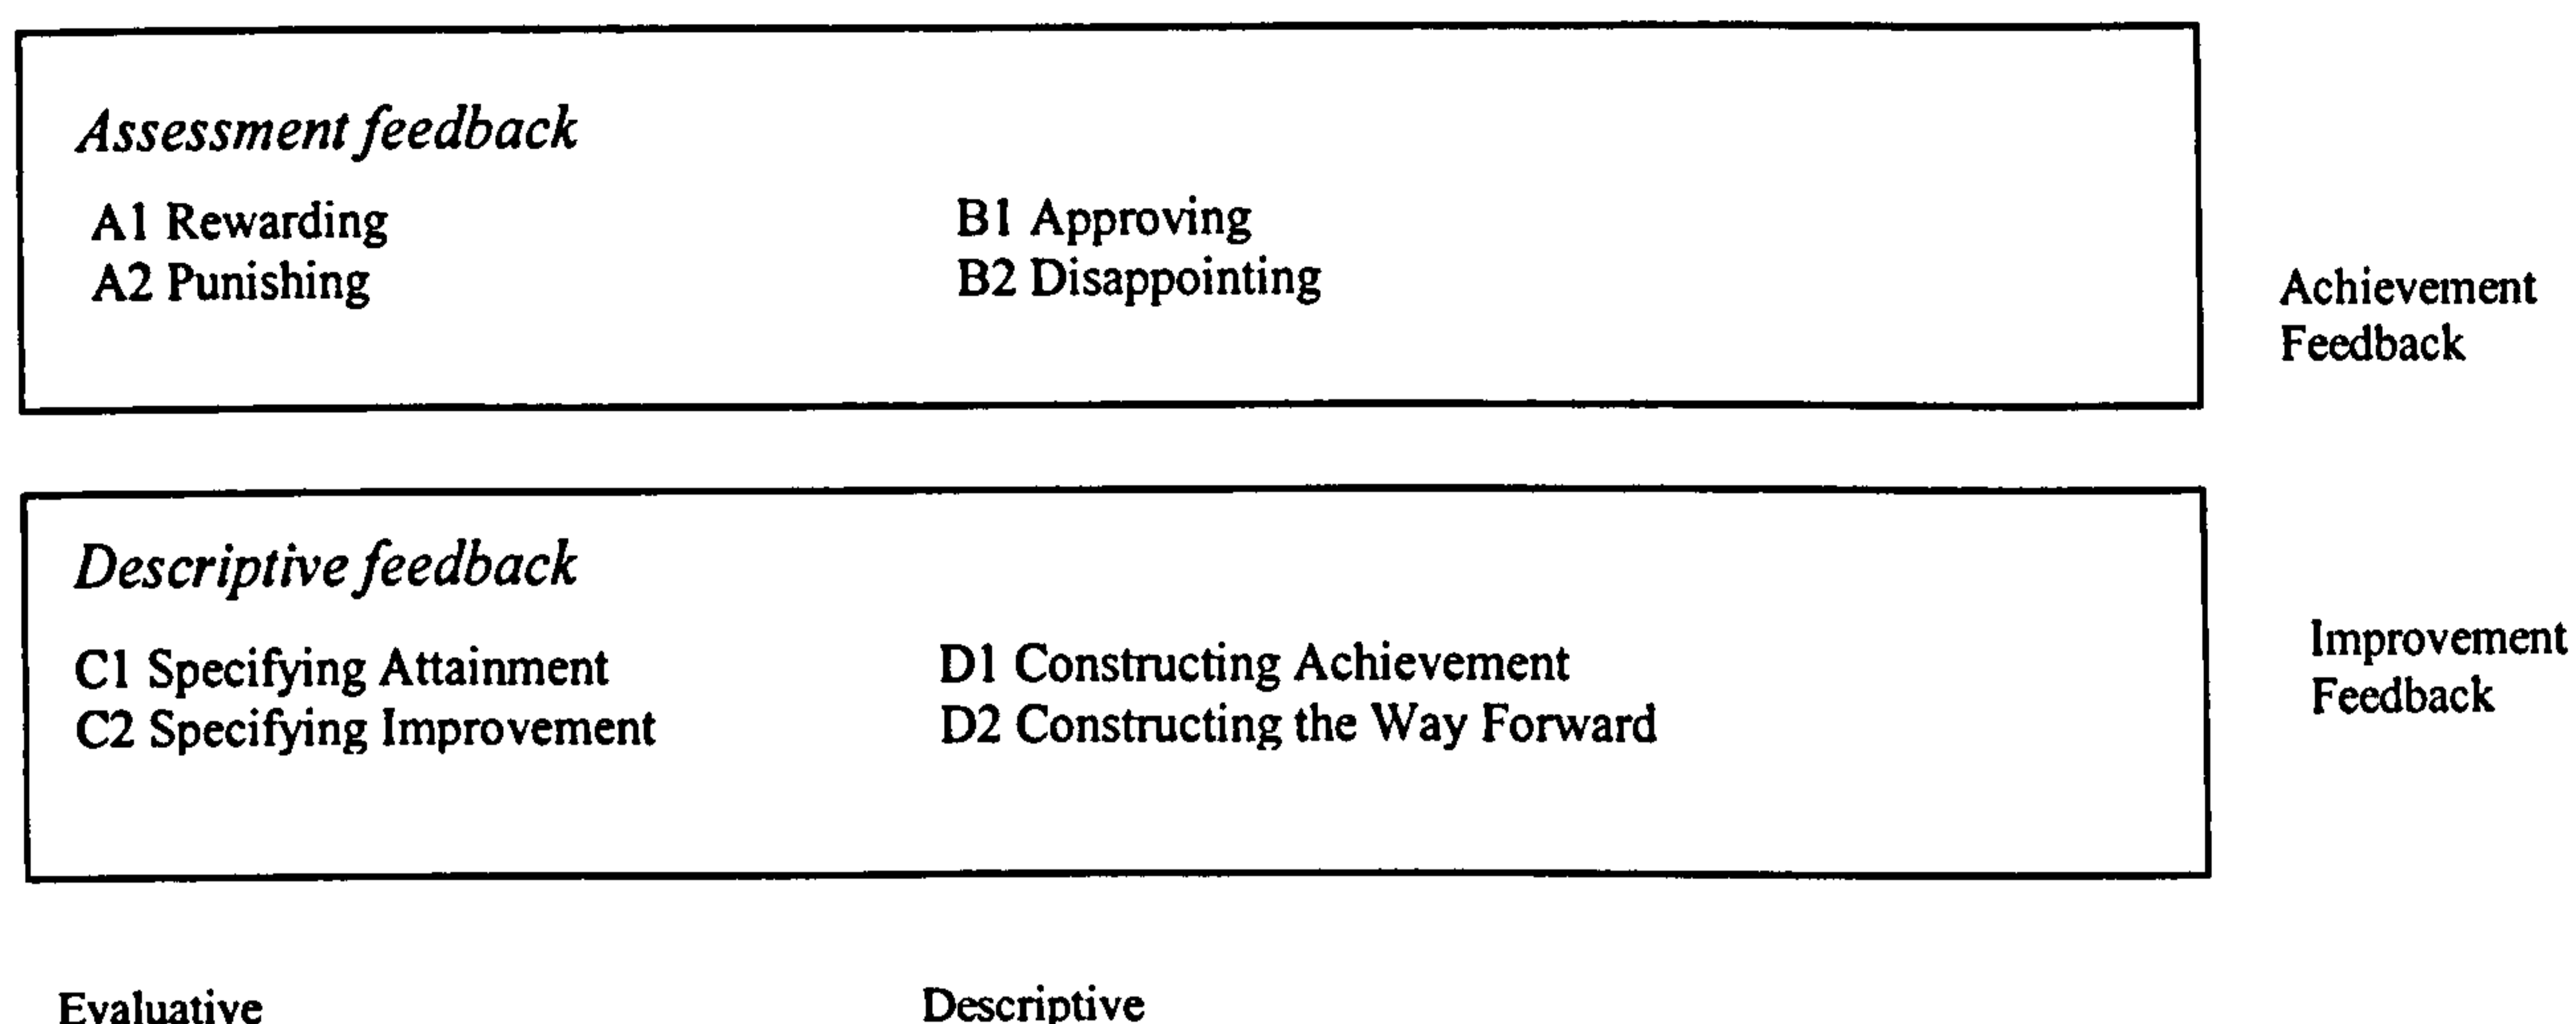 Assessment feedback
A1 Rewarding
A2 Punishing
B1 Approving
B2 Disappointing
Achievement
Feedback
Descriptive feedback
C1 Specifying Attainment
C2 Specifying Improvement
D1 Constructing Achievement
D2 Constructing the Way Forward
Improvement
Feedback
Evaluative
Descriptive